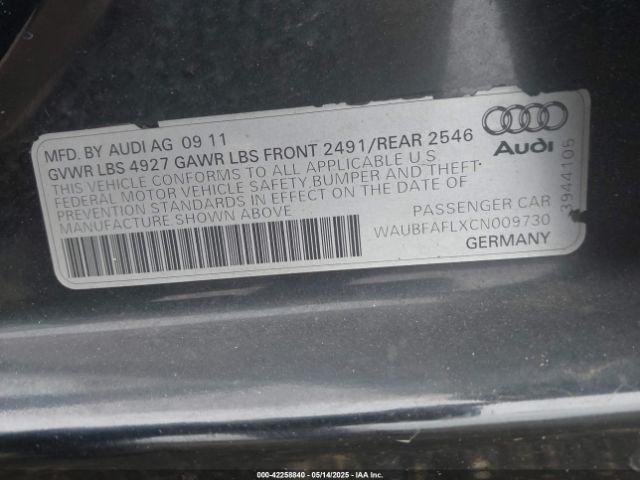 MFD. BY AUDI AG 09 11
GVWR LBS 4927 GAWR LBS FRONT 2491/REAR 2546
THIS VEHICLE CONFORMS TO ALL APPLICABLE U S
FEDERAL MOTOR VEHICLE SAFETY,BUMPER AND THEFT
PREVENTION STANDARDS IN EFFECT ON THE DATE OF
MANUFACTURE SHOWN ABOVE
Audi
PASSENGER CAR
WAUBFAFLXCN009730
GERMANY
3944105
000-42258840 - 05/14/2025 - IAA Inc.